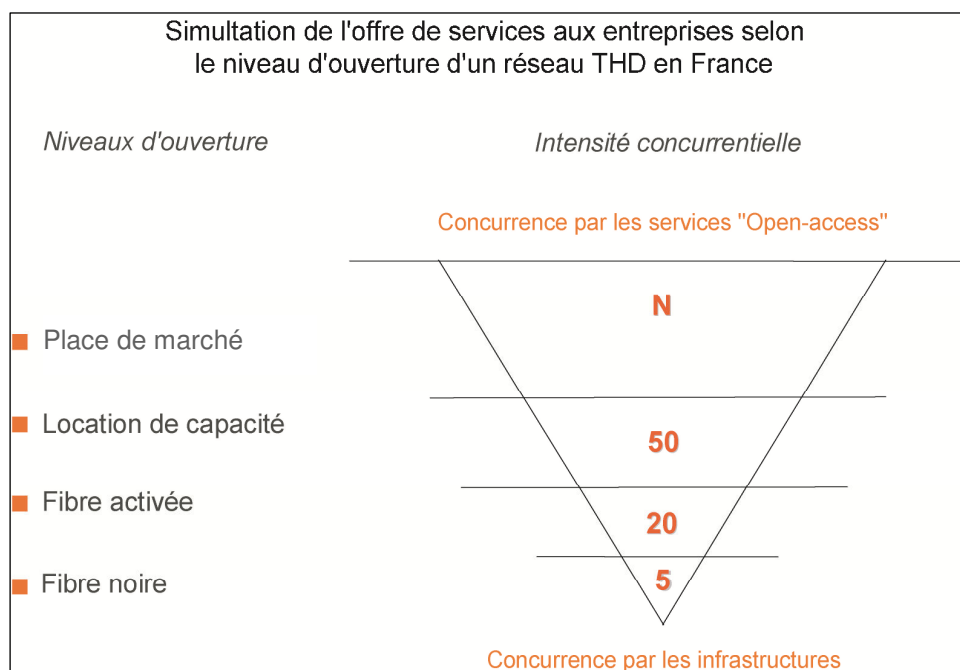 Simultation de l'offre de services aux entreprises selon
le niveau d'ouverture d'un réseau THD en France
Niveaux d'ouverture
Intensité concurrentielle
Concurrence par les services "Open-access"
N
Place de marché
Location de capacité
50
Fibre activée
20
Fibre noire
5
Concurrence par les infrastructures